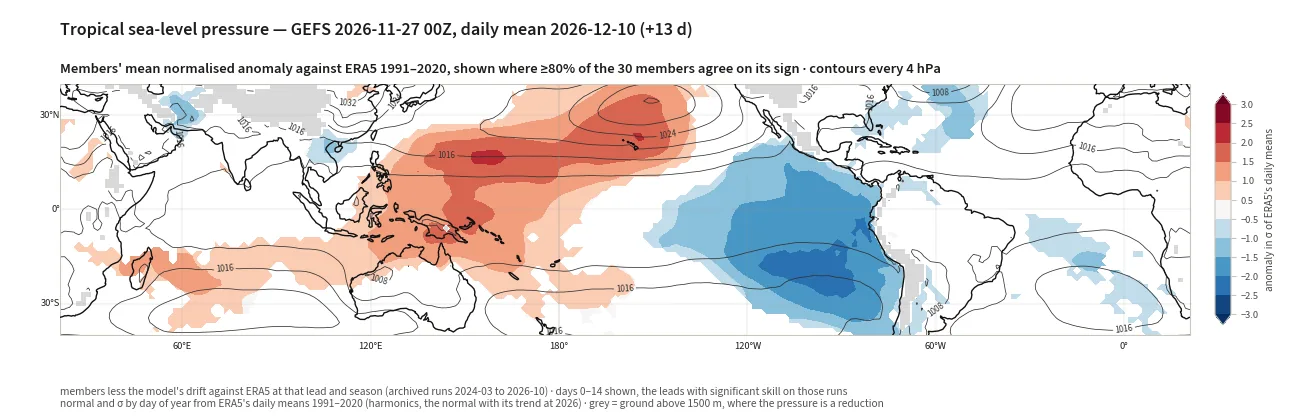 Tropical sea-level pressure — GEFS 2026-11-27 00Z, daily mean 2026-12-10 (+13 d)
Members' mean normalised anomaly against ERA5 1991–2020, shown where ≥80% of the 30 members agree on its sign · contours every 4 hPa
30°N
0°
30°S
60°E
120°E
180°
120°W
60°W
0°
1032
1016
1016
1016
1024
1016
1016
1016
1008
1016
1016
1008
1008
1016
1016
3.0
2.5
2.0
1.5
1.0
0.5
−0.5
−1.0
−1.5
−2.0
−2.5
−3.0
anomaly in σ of ERA5's daily means
members less the model's drift against ERA5 at that lead and season (archived runs 2024-03 to 2026-10) · days 0–14 shown, the leads with significant skill on those runs
normal and σ by day of year from ERA5's daily means 1991–2020 (harmonics, the normal with its trend at 2026) · grey = ground above 1500 m, where the pressure is a reduction